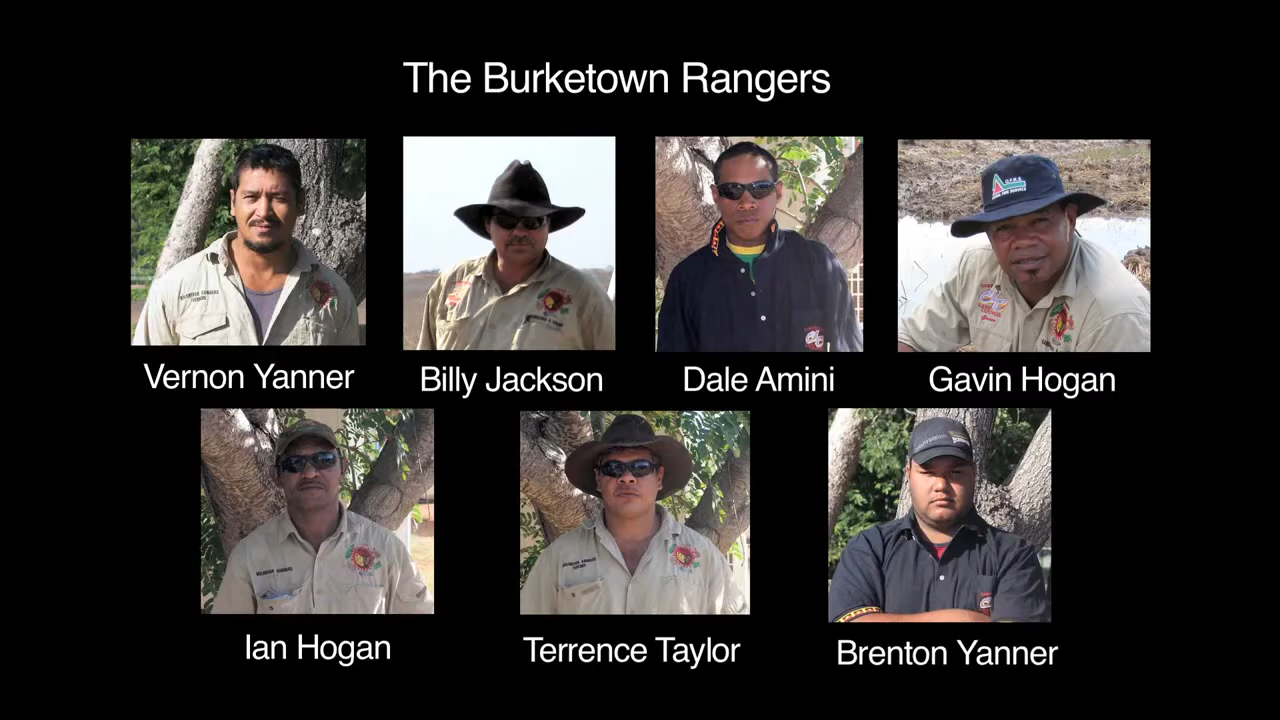 The Burketown Rangers
Vernon Yanner
Billy Jackson
Dale Amini
Gavin Hogan
Ian Hogan
Terrence Taylor
Brenton Yanner